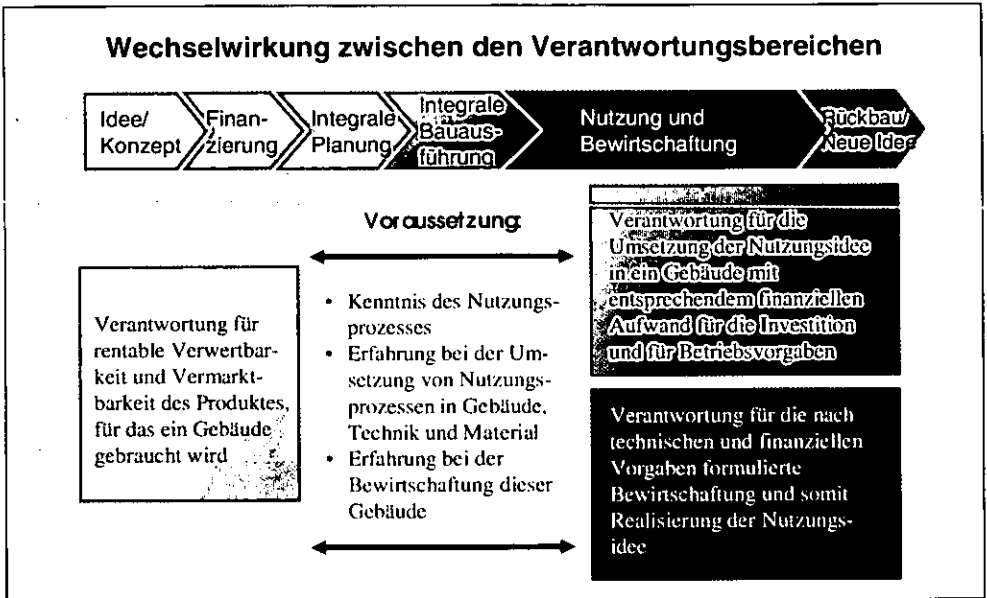 Wechselwirkung zwischen den Verantwortungsbereichen
Idee/
Konzept
Finan-
zierung
Integrale
Planung
Integrale
Bauaus-
führung
Nutzung und
Bewirtschaftung
Rückbau/
Neue Idee
Verantwortung für
rentable Verwertbar-
keit und Vermarkt-
barkeit des Produktes,
für das ein Gebäude
gebraucht wird
Voraussetzung:
• Kenntnis des Nutzungs-
prozesses
• Erfahrung bei der Um-
setzung von Nutzungs-
prozessen in Gebäude,
Technik und Material
• Erfahrung bei der
Bewirtschaftung dieser
Gebäude
Verantwortung für die
Umsetzung der Nutzungsidee
in ein Gebäude mit
entsprechendem finanziellen
Aufwand für die Investition
und für Betriebsvorgaben
Verantwortung für die nach
technischen und finanziellen
Vorgaben formulierte
Bewirtschaftung und somit
Realisierung der Nutzungs-
idee